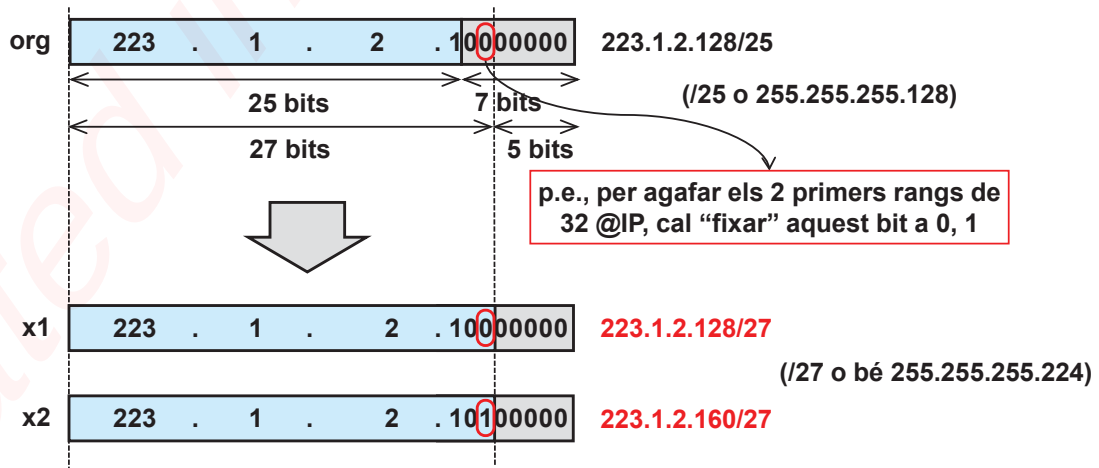 org 223 . 1 . 2 . 10000000 223.1.2.128/25
25 bits 7 bits (/25 o 255.255.255.128)
27 bits 5 bits
p.e., per agafar els 2 primers rangs de
32 @IP, cal “fixar” aquest bit a 0, 1
x1 223 . 1 . 2 . 10000000 223.1.2.128/27
(/27 o bé 255.255.255.224)
x2 223 . 1 . 2 . 10100000 223.1.2.160/27